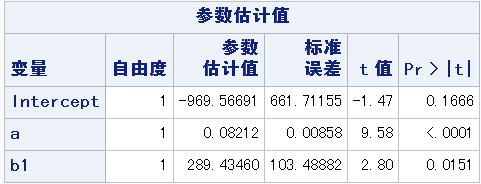 参数估计值
变量 自由度 参数估计值 标准误差 t 值 Pr > |t|
Intercept 1 -969.56691 661.71155 -1.47 0.1666
a 1 0.08212 0.00858 9.58 <.0001
b1 1 289.43460 103.48882 2.80 0.0151